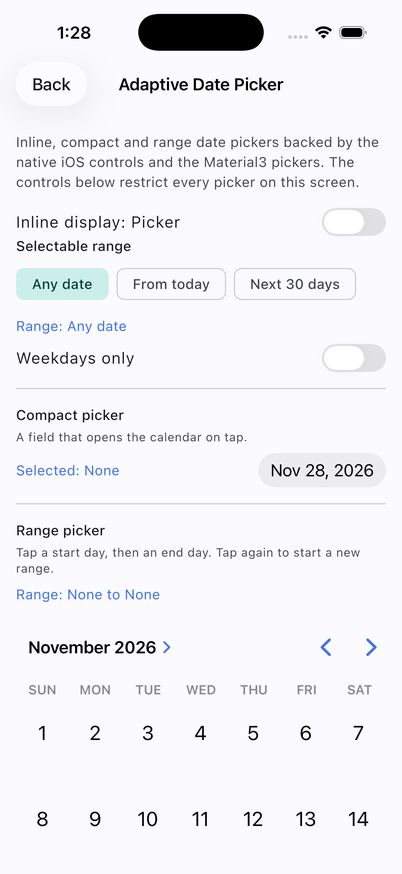 1:28
Back
Adaptive Date Picker
Inline, compact and range date pickers backed by the
native iOS controls and the Material3 pickers. The
controls below restrict every picker on this screen.
Inline display: Picker
Selectable range
Any date
From today
Next 30 days
Range: Any date
Weekdays only
Compact picker
A field that opens the calendar on tap.
Selected: None
Nov 28, 2026
Range picker
Tap a start day, then an end day. Tap again to start a new
range.
Range: None to None
November 2026
SUN MON TUE WED THU FRI SAT
1 2 3 4 5 6 7
8 9 10 11 12 13 14